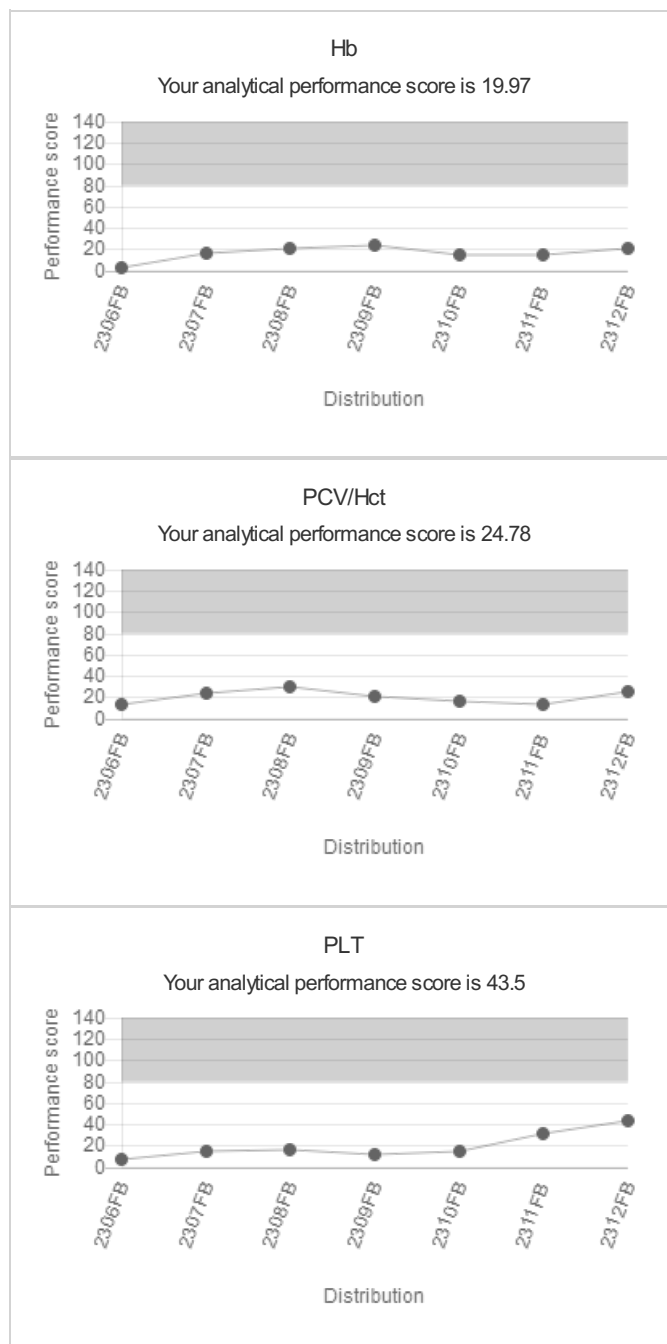 Hb
Your analytical performance score is 19.97
Performance score
140
120
100
80
60
40
20
0
2306FB
2307FB
2308FB
2309FB
2310FB
2311FB
2312FB
Distribution
PCV/Hct
Your analytical performance score is 24.78
Performance score
140
120
100
80
60
40
20
0
2306FB
2307FB
2308FB
2309FB
2310FB
2311FB
2312FB
Distribution
PLT
Your analytical performance score is 43.5
Performance score
140
120
100
80
60
40
20
0
2306FB
2307FB
2308FB
2309FB
2310FB
2311FB
2312FB
Distribution